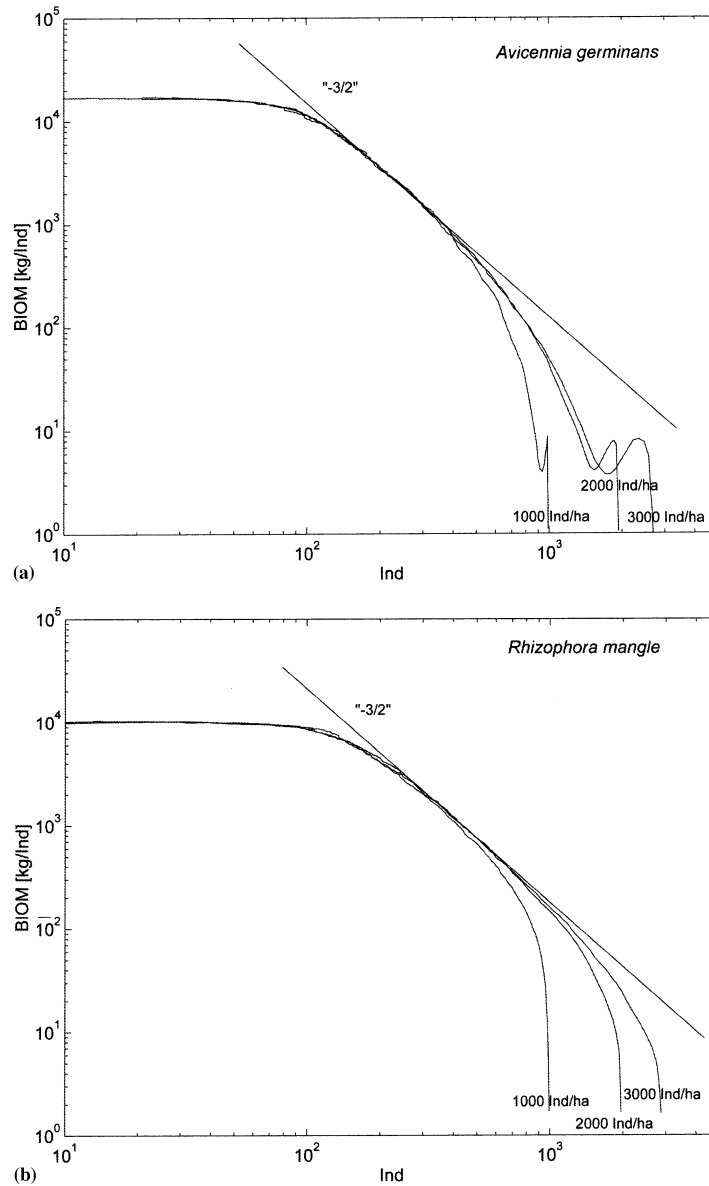 10^5
Avicennia germinans
"-3/2"
10^4
10^3
BIOM [kg/Ind]
10^2
10^1
2000 Ind/ha
1000 Ind/ha
3000 Ind/ha
10^0
10^1
10^2
10^3
(a)
Ind
10^5
Rhizophora mangle
"-3/2"
10^4
10^3
BIOM [kg/Ind]
10^2
10^1
3000 Ind/ha
1000 Ind/ha
2000 Ind/ha
10^0
10^1
10^2
10^3
(b)
Ind